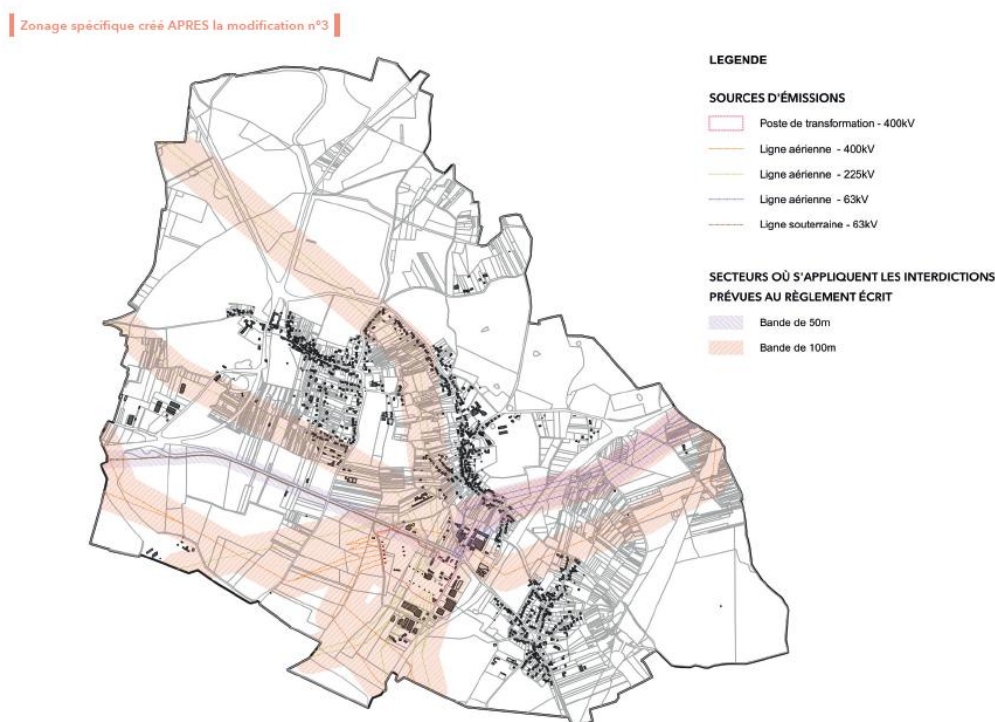 Zonage spécifique créé APRES la modification n°3
LEGENDE
SOURCES D'ÉMISSIONS
Poste de transformation - 400kV
Ligne aérienne - 400kV
Ligne aérienne - 225kV
Ligne aérienne - 63kV
Ligne souterraine - 63kV
SECTEURS OÙ S'APPLIQUENT LES INTERDICTIONS
PRÉVUES AU RÈGLEMENT ÉCRIT
Bande de 50m
Bande de 100m